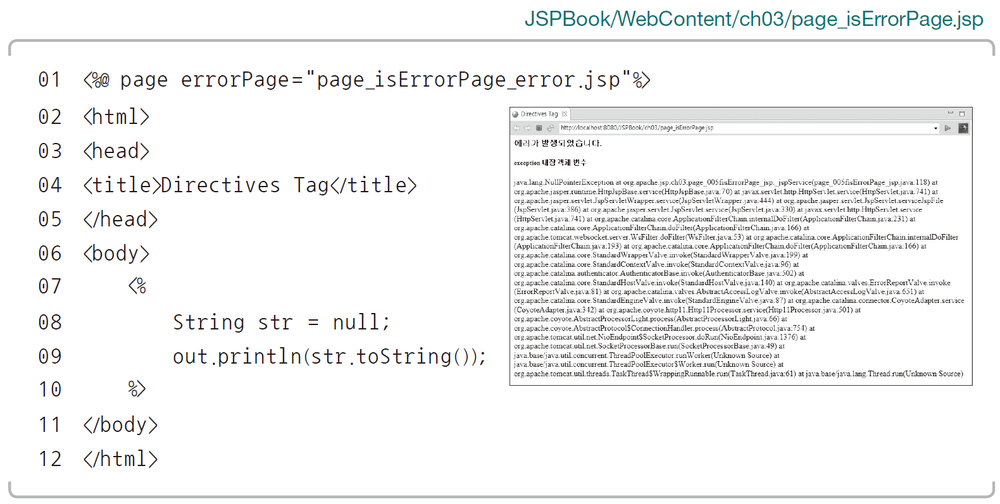 JSPBook/WebContent/ch03/page_isErrorPage.jsp
01 <%@ page errorPage="page_isErrorPage_error.jsp"%>
02 <html>
03 <head>
04 <title>Directives Tag</title>
05 </head>
06 <body>
07 <%
08 String str = null;
09 out.println(str.toString());
10 %>
11 </body>
12 </html>
Directives Tag
http://localhost:8080/JSPBook/ch03/page_isErrorPage.jsp
에러가 발생되었습니다.
exception 내장 객체 변수
java.lang.NullPointerException at org.apache.jsp.ch03.page_005fisErrorPage_jsp._jspService(page_005fisErrorPage_jsp.java:118) at
org.apache.jasper.runtime.HttpJspBase.service(HttpJspBase.java:70) at javax.servlet.http.HttpServlet.service(HttpServlet.java:741) at
org.apache.jasper.servlet.JspServletWrapper.service(JspServletWrapper.java:444) at org.apache.jasper.servlet.JspServlet.serviceJspFile
(JspServlet.java:386) at org.apache.jasper.servlet.JspServlet.service(JspServlet.java:330) at javax.servlet.http.HttpServlet.service
(HttpServlet.java:741) at org.apache.catalina.core.ApplicationFilterChain.internalDoFilter(ApplicationFilterChain.java:231) at
org.apache.catalina.core.ApplicationFilterChain.doFilter(ApplicationFilterChain.java:166) at
org.apache.tomcat.websocket.server.WsFilter.doFilter(WsFilter.java:53) at org.apache.catalina.core.ApplicationFilterChain.internalDoFilter
(ApplicationFilterChain.java:193) at org.apache.catalina.core.ApplicationFilterChain.doFilter(ApplicationFilterChain.java:166) at
org.apache.catalina.core.StandardWrapperValve.invoke(StandardWrapperValve.java:199) at
org.apache.catalina.core.StandardContextValve.invoke(StandardContextValve.java:96) at
org.apache.catalina.authenticator.AuthenticatorBase.invoke(AuthenticatorBase.java:502) at
org.apache.catalina.core.StandardHostValve.invoke(StandardHostValve.java:140) at org.apache.catalina.valves.ErrorReportValve.invoke
(ErrorReportValve.java:81) at org.apache.catalina.valves.AbstractAccessLogValve.invoke(AbstractAccessLogValve.java:651) at
org.apache.catalina.core.StandardEngineValve.invoke(StandardEngineValve.java:87) at org.apache.catalina.connector.CoyoteAdapter.service
(CoyoteAdapter.java:342) at org.apache.coyote.http11.Http11Processor.service(Http11Processor.java:501) at
org.apache.coyote.AbstractProcessorLight.process(AbstractProcessorLight.java:66) at
org.apache.coyote.AbstractProtocol$ConnectionHandler.process(AbstractProtocol.java:754) at
org.apache.tomcat.util.net.NioEndpoint$SocketProcessor.doRun(NioEndpoint.java:1376) at
org.apache.tomcat.util.net.SocketProcessorBase.run(SocketProcessorBase.java:49) at
java.base/java.util.concurrent.ThreadPoolExecutor.runWorker(Unknown Source) at
java.base/java.util.concurrent.ThreadPoolExecutor$Worker.run(Unknown Source) at
org.apache.tomcat.util.threads.TaskThread$WrappingRunnable.run(TaskThread.java:61) at java.base/java.lang.Thread.run(Unknown Source)